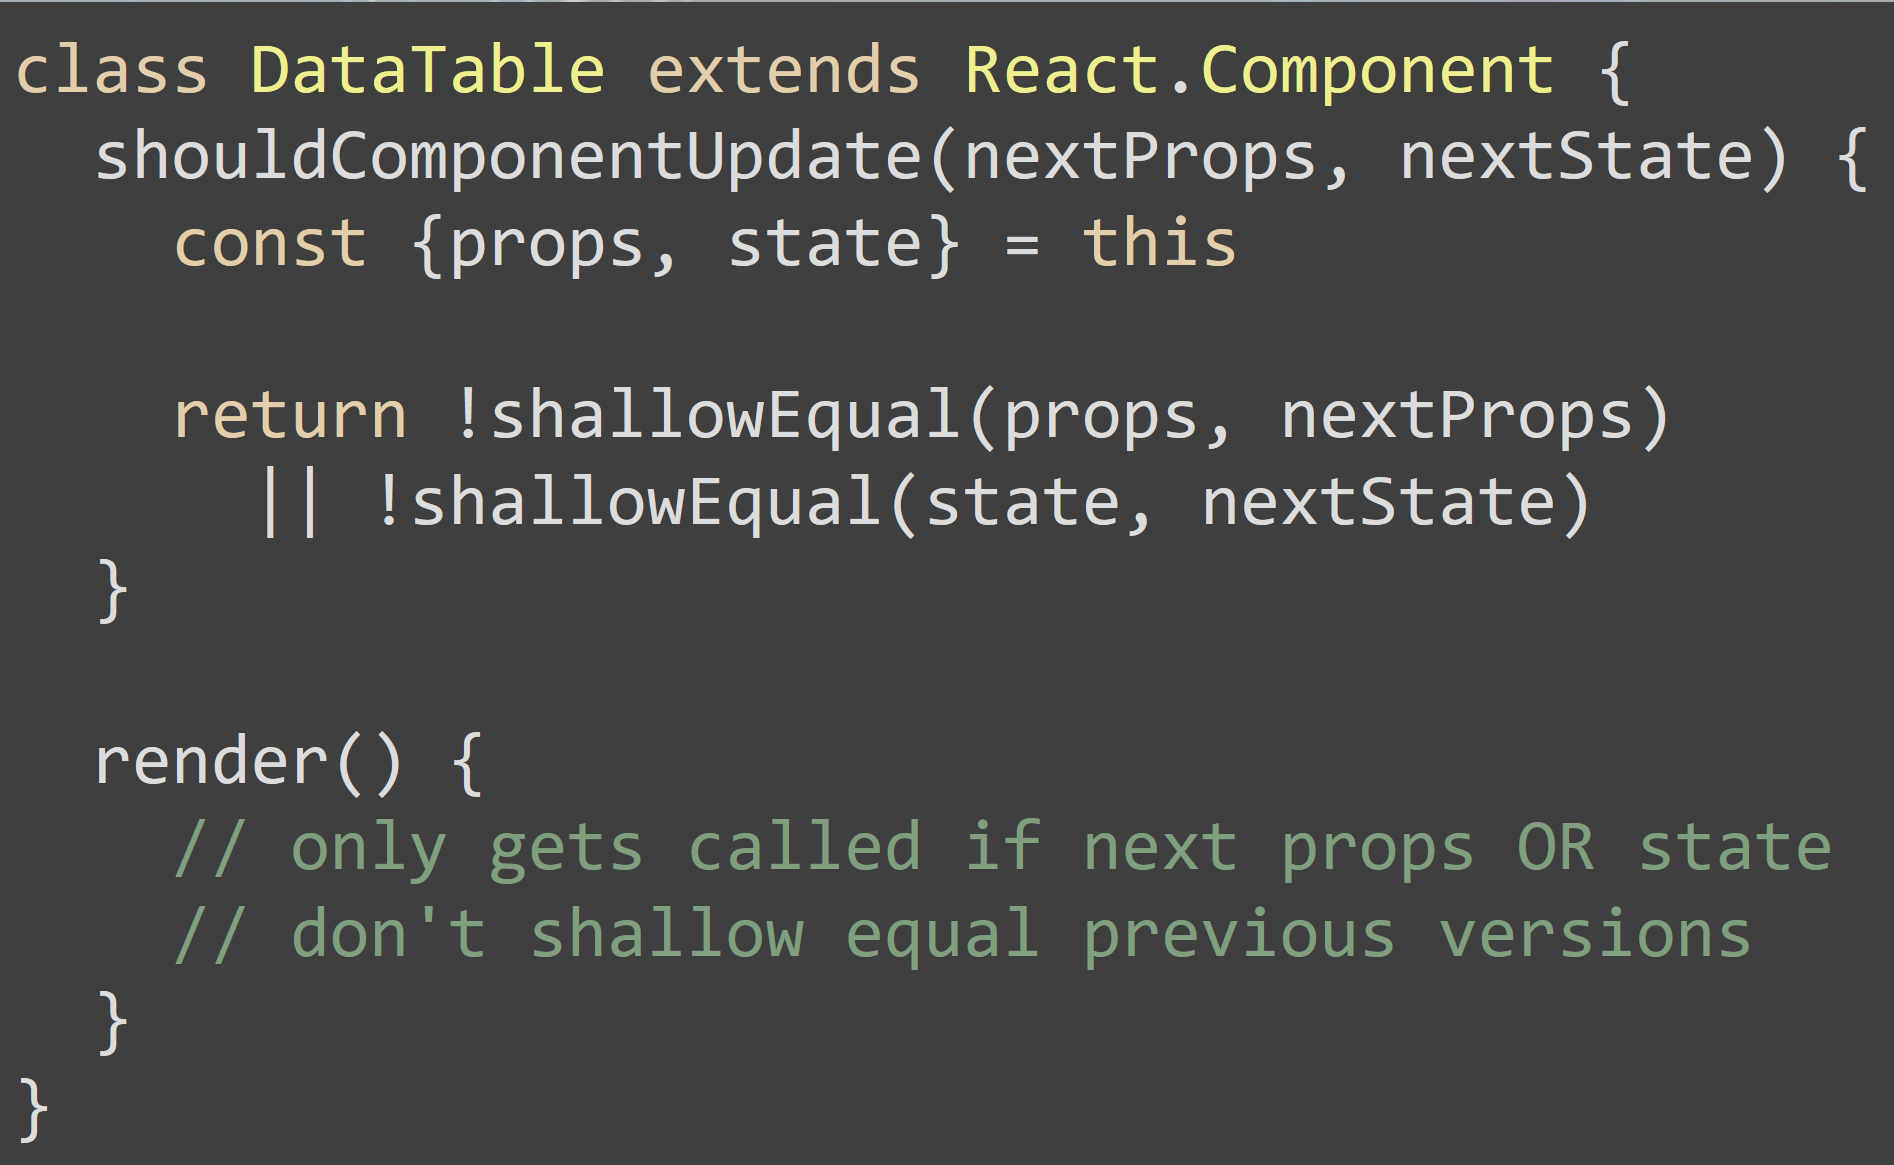 class DataTable extends React.Component {
  shouldComponentUpdate(nextProps, nextState) {
    const {props, state} = this

    return !shallowEqual(props, nextProps)
      || !shallowEqual(state, nextState)
  }

  render() {
    // only gets called if next props OR state
    // don't shallow equal previous versions
  }
}